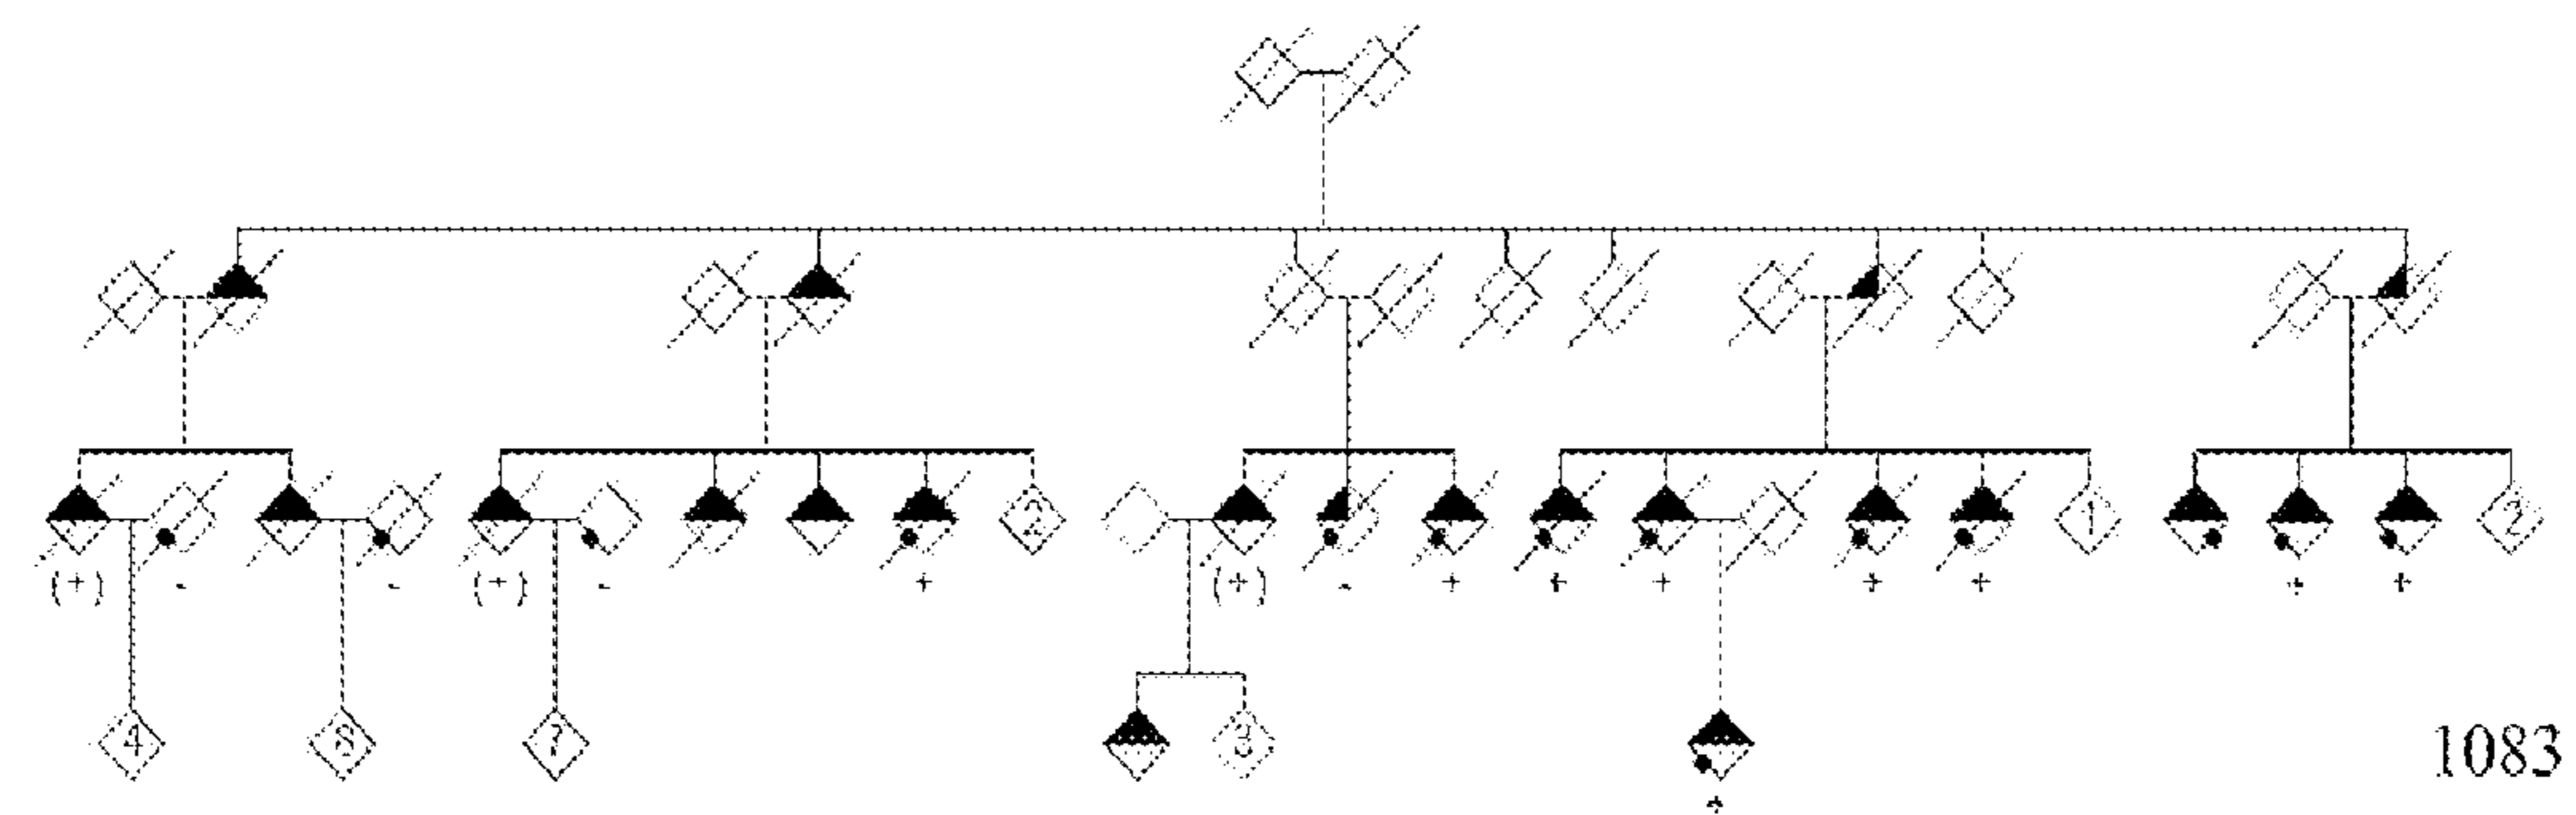 2 1 2
(+) - - (+) - + (+) - + + + + + + +
4 8 7 3
1083
+